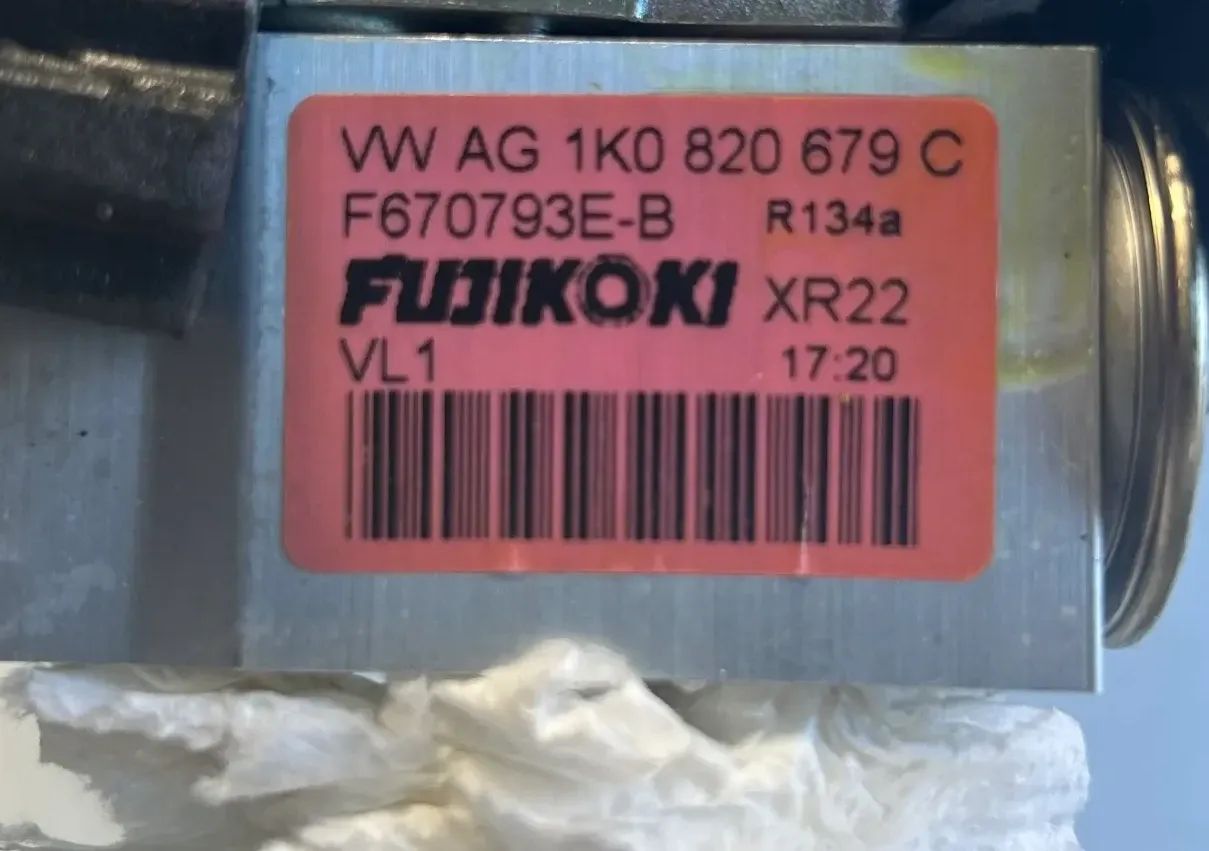 VW AG 1K0 820 679 C
F670793E-B R134a
FUJIKOKI XR22
VL1 17:20